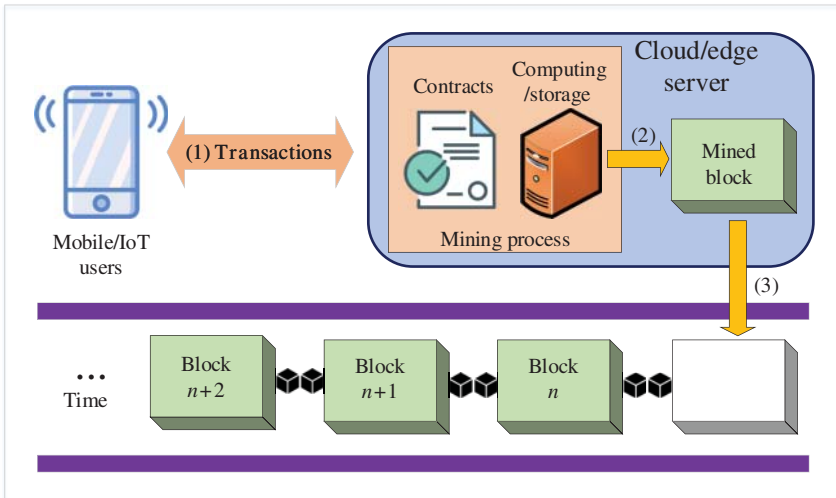 Cloud/edge
server
Contracts
Computing
/storage
(1) Transactions
(2)
Mined
block
Mobile/IoT
users
Mining process
(3)
...
Time
Block
n+2
Block
n+1
Block
n